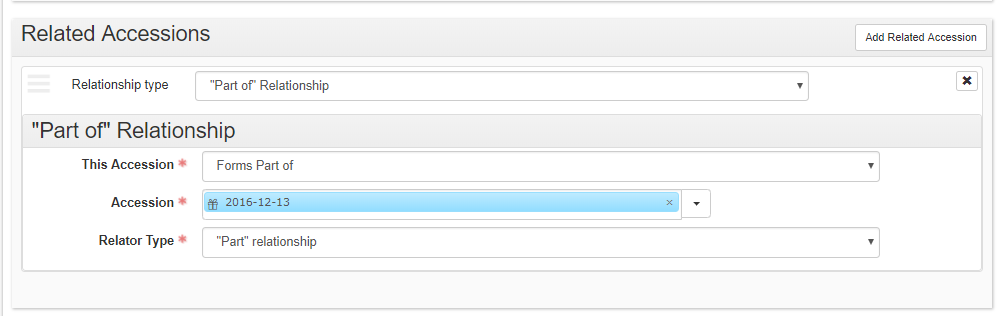 Related Accessions
Add Related Accession
Relationship type
"Part of" Relationship
"Part of" Relationship
This Accession *
Forms Part of
Accession *
2016-12-13 ×
Relator Type *
"Part" relationship